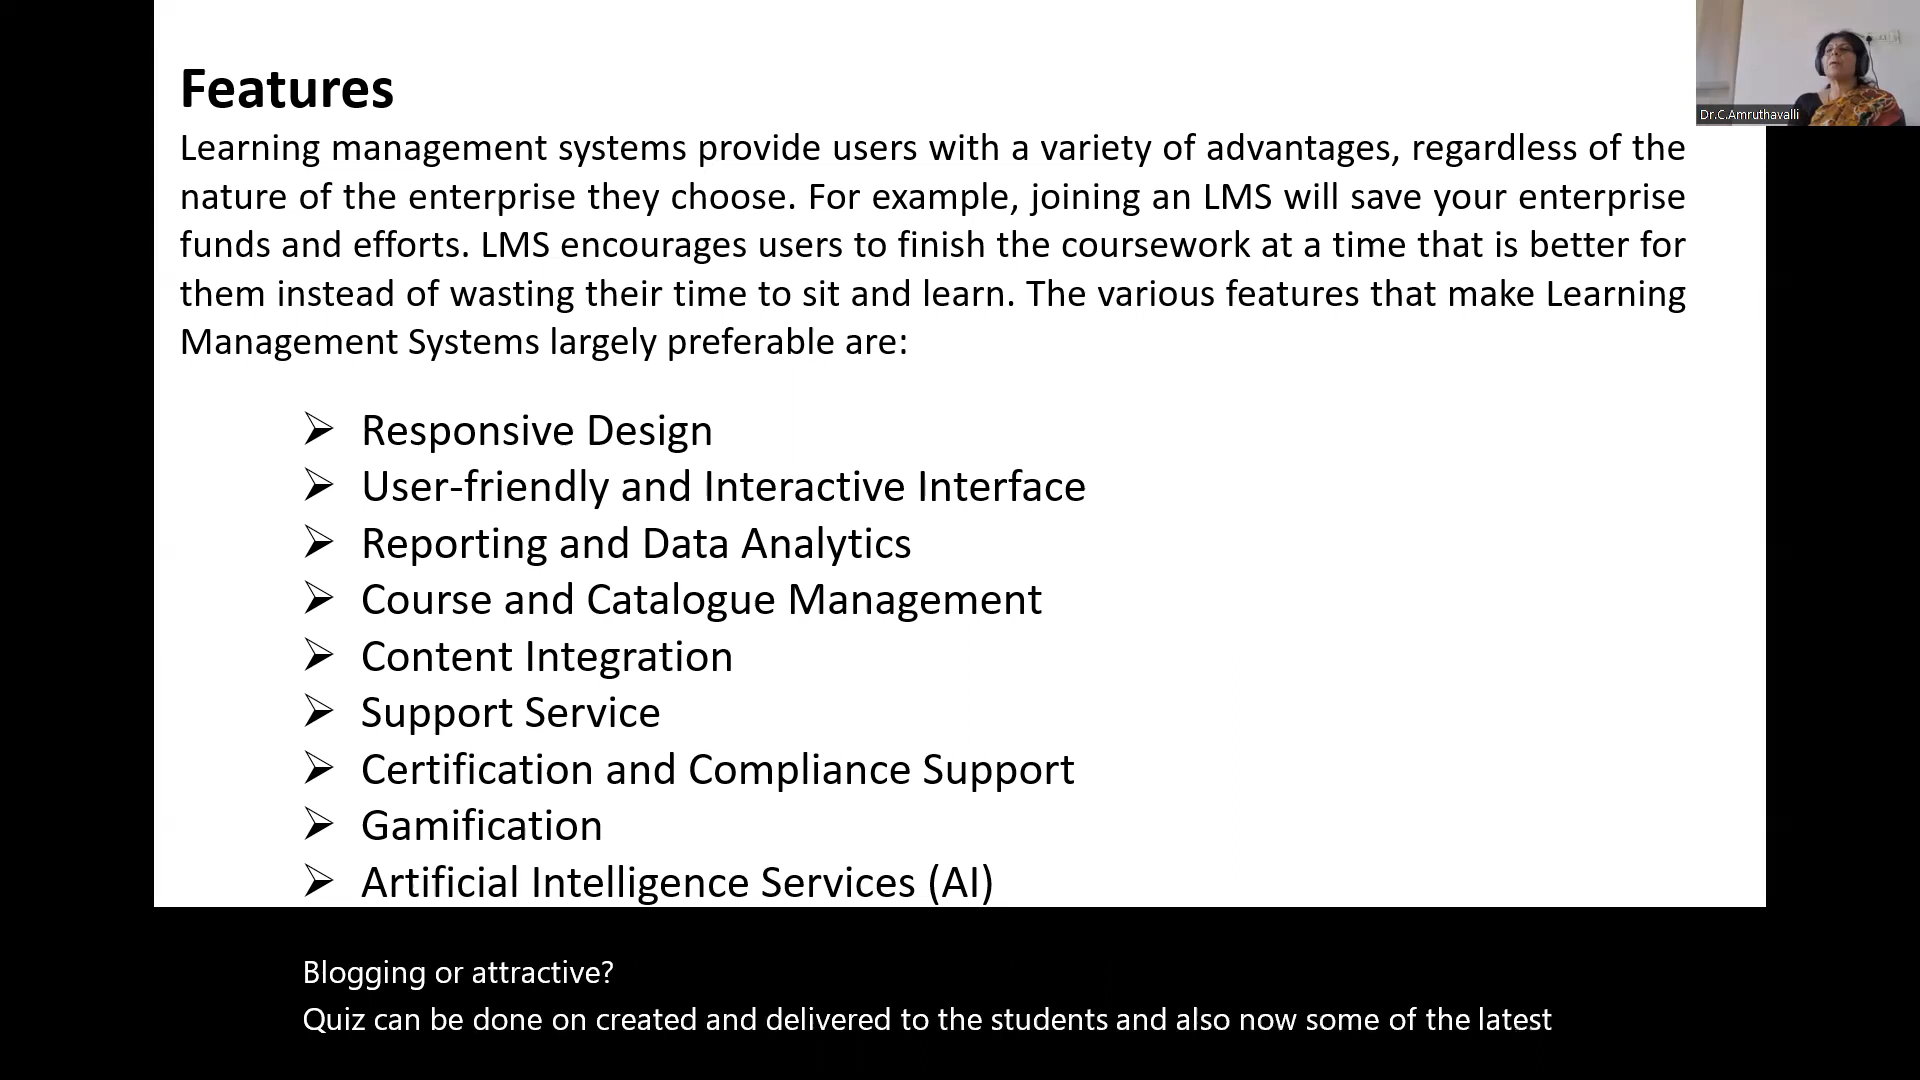 Features
Learning management systems provide users with a variety of advantages, regardless of the
nature of the enterprise they choose. For example, joining an LMS will save your enterprise
funds and efforts. LMS encourages users to finish the coursework at a time that is better for
them instead of wasting their time to sit and learn. The various features that make Learning
Management Systems largely preferable are:
➢ Responsive Design
➢ User-friendly and Interactive Interface
➢ Reporting and Data Analytics
➢ Course and Catalogue Management
➢ Content Integration
➢ Support Service
➢ Certification and Compliance Support
➢ Gamification
➢ Artificial Intelligence Services (AI)
Dr.C.Amruthavalli
Blogging or attractive?
Quiz can be done on created and delivered to the students and also now some of the latest